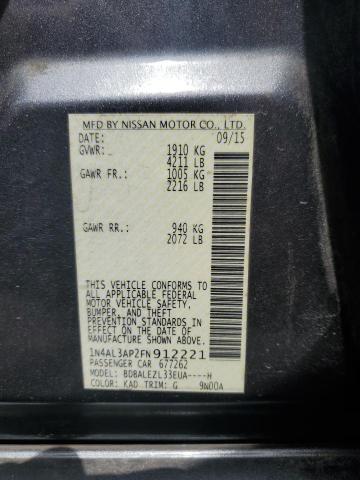 MFD BY NISSAN MOTOR CO., LTD.
DATE: 09/15
GVWR: 1910 KG
4211 LB
GAWR FR.: 1005 KG
2216 LB
GAWR RR.: 940 KG
2072 LB
THIS VEHICLE CONFORMS TO
ALL APPLICABLE FEDERAL
MOTOR VEHICLE SAFETY,
BUMPER, AND THEFT
STANDARDS IN EFFECT ON
THE DATE OF
MANUFACTURE SHOWN ABOVE.
1N4AL3AP2FN912221
PASSENGER CAR 677262
MODEL: BDBALEZL33EUA----H
COLOR: KAD TRIM: G 9N00A